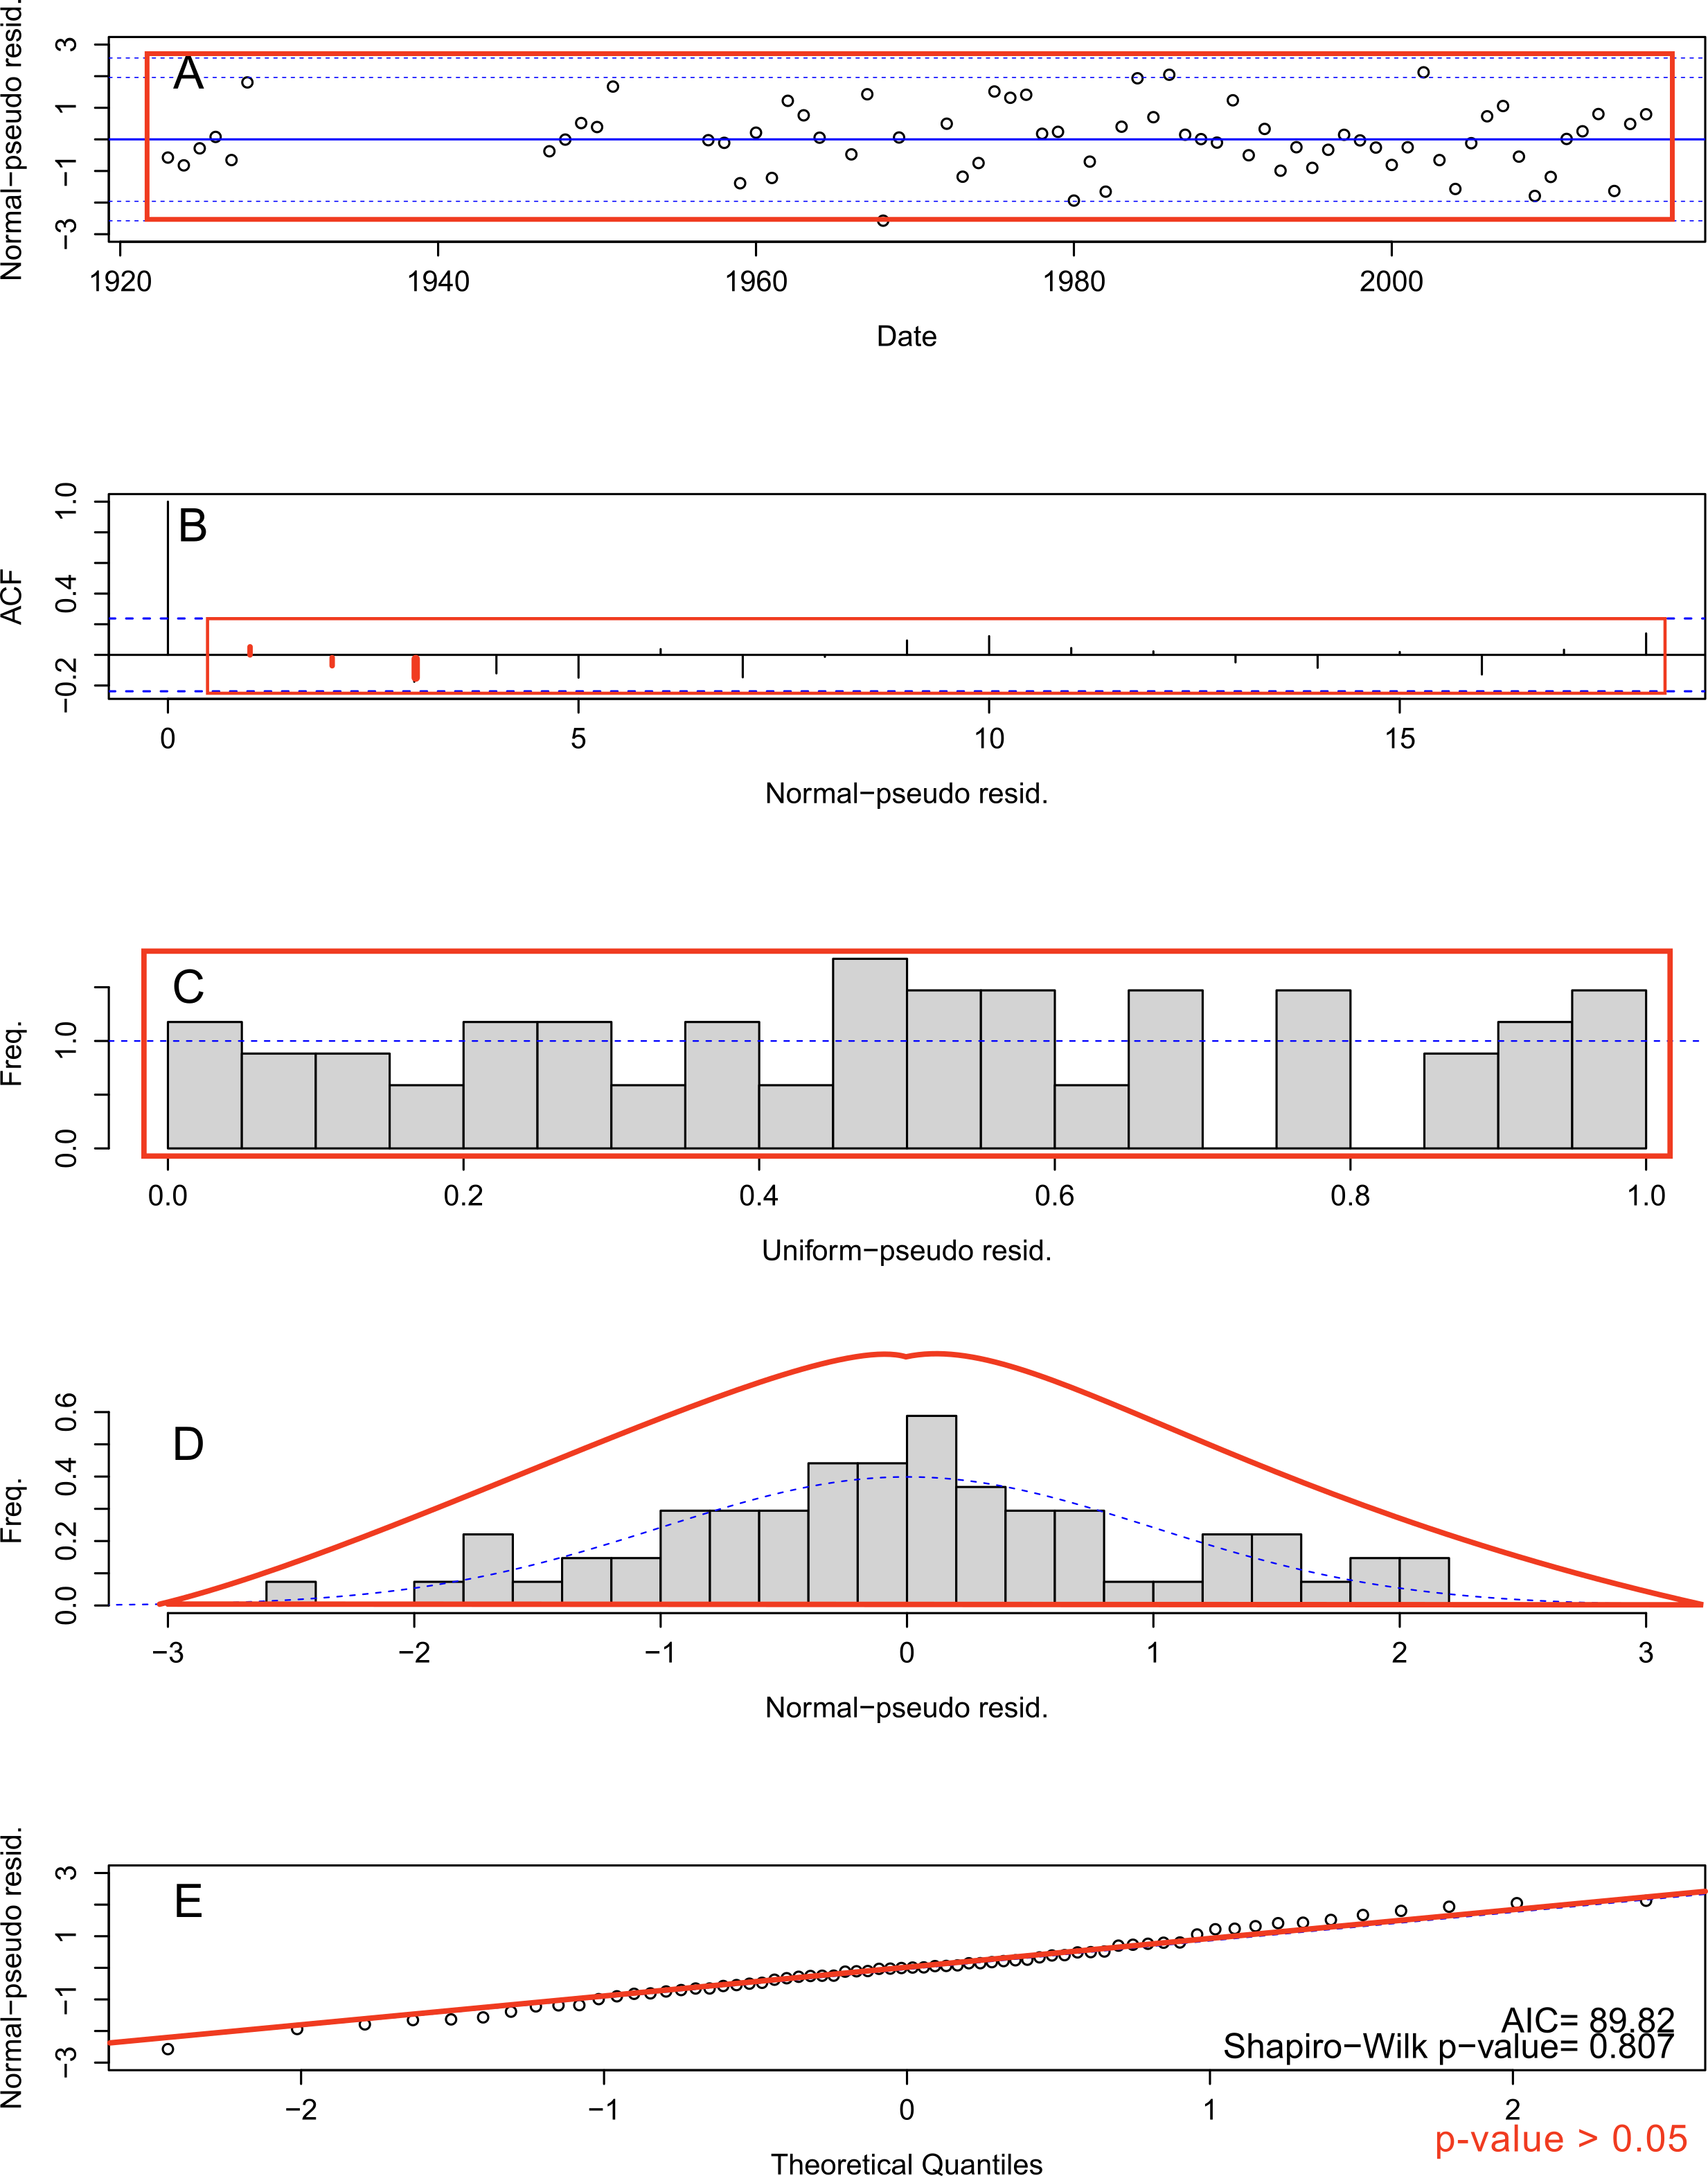 A
Normal−pseudo resid.
3
1
−1
−3
1920 1940 1960 1980 2000
Date
B
ACF
1.0
0.4
−0.2
0 5 10 15
Normal−pseudo resid.
C
Freq.
1.0
0.0
0.0 0.2 0.4 0.6 0.8 1.0
Uniform−pseudo resid.
D
Freq.
0.6
0.4
0.2
0.0
−3 −2 −1 0 1 2 3
Normal−pseudo resid.
E
Normal−pseudo resid.
3
1
−1
−3
AIC= 89.82
Shapiro−Wilk p−value= 0.807
−2 −1 0 1 2
p-value > 0.05
Theoretical Quantiles